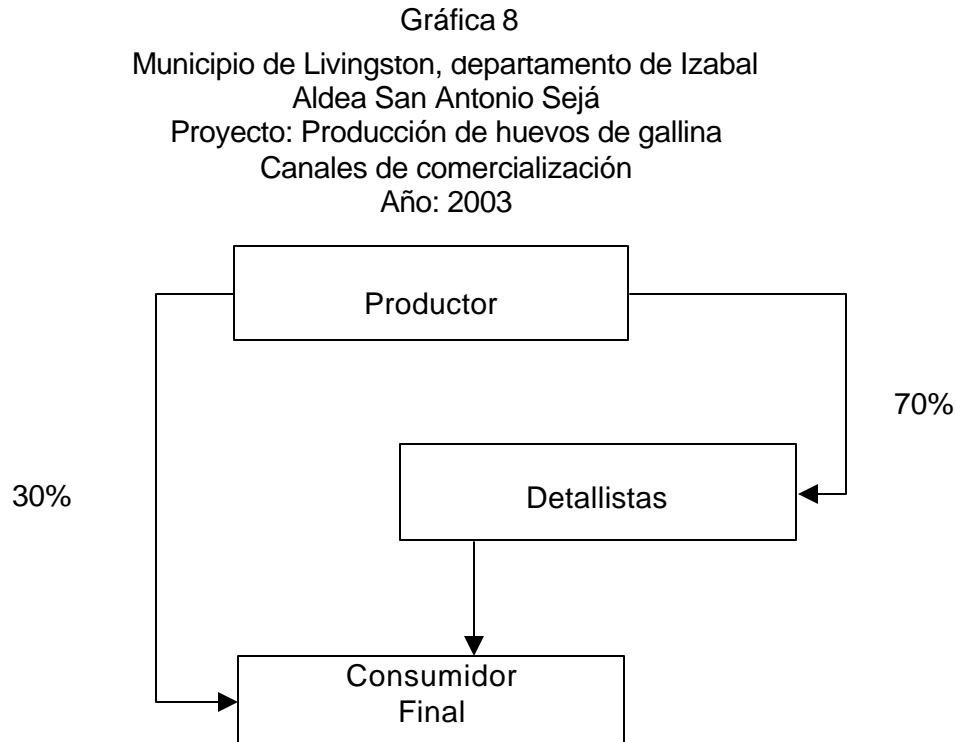 Gráfica 8
Municipio de Livingston, departamento de Izabal
Aldea San Antonio Sejá
Proyecto: Producción de huevos de gallina
Canales de comercialización
Año: 2003
Productor
70%
30%
Detallistas
Consumidor
Final